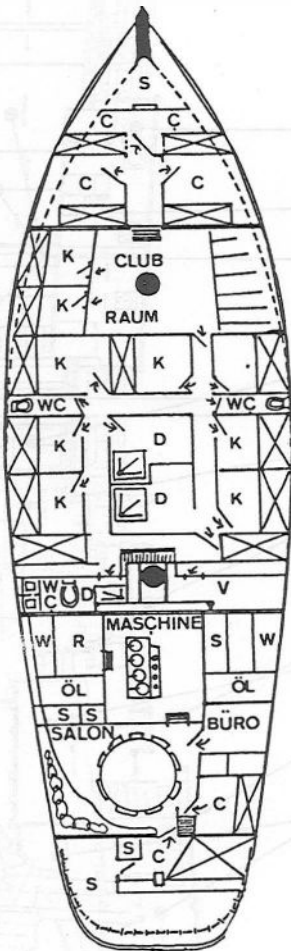 S
C C
C C
K CLUB
K RAUM
K K
WC WC
K D K
K D K
W C D V
MASCHINE
W R S W
ÖL ÖL
S S BÜRO
SALON
C
S C
S